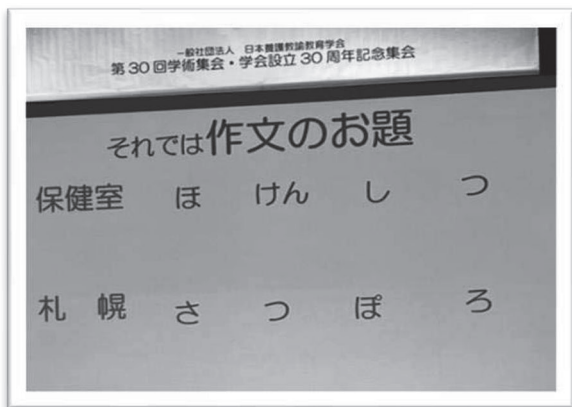 一般社団法人 日本養護教諭教育学会
第30回学術集会・学会設立30周年記念集会
それでは作文のお題
保健室 ほ けん し つ
札幌 さ つ ぽ ろ